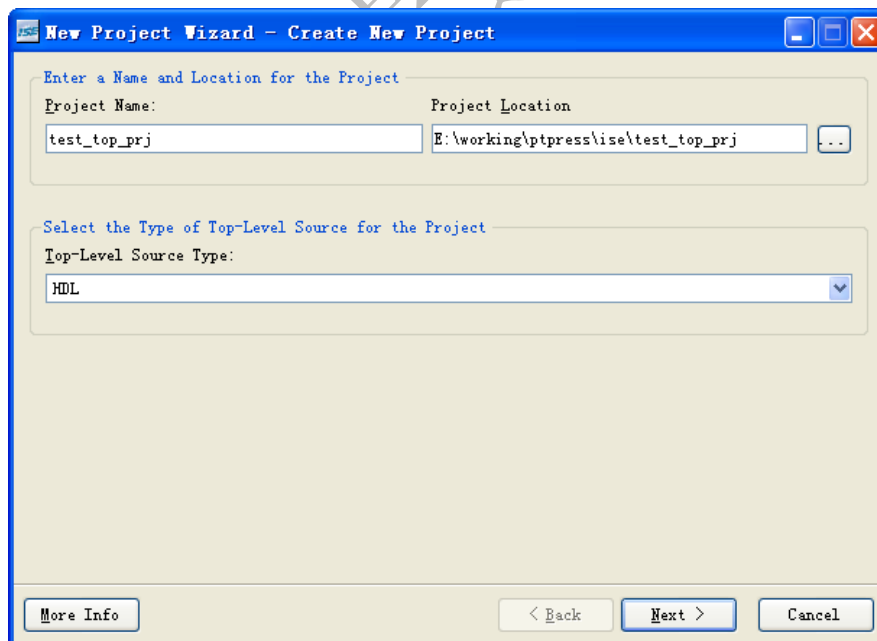 ISE New Project Wizard - Create New Project
Enter a Name and Location for the Project
Project Name: Project Location
test_top_prj E:\working\ptpress\ise\test_top_prj ...
Select the Type of Top-Level Source for the Project
Top-Level Source Type:
HDL
More Info < Back Next > Cancel